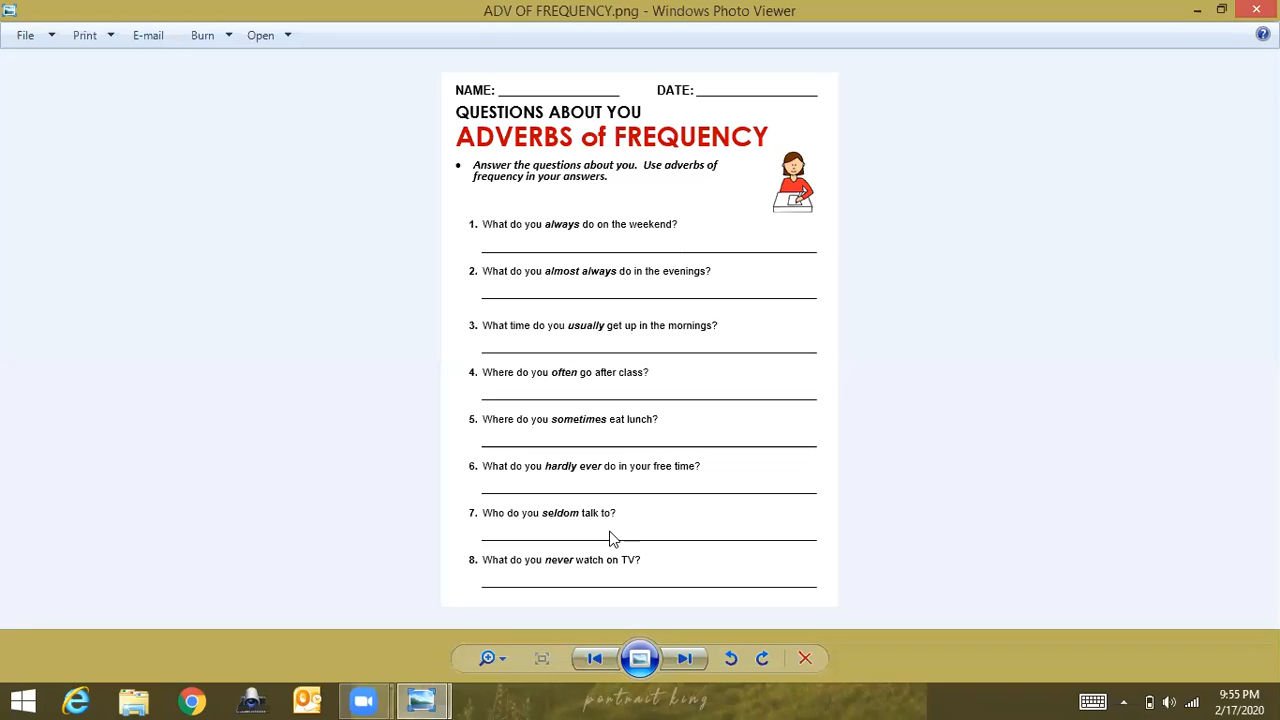 ADV OF FREQUENCY.png - Windows Photo Viewer
File Print E-mail Burn Open
NAME: ____________________ DATE: ____________________
QUESTIONS ABOUT YOU
ADVERBS of FREQUENCY
• Answer the questions about you. Use adverbs of
frequency in your answers.
1. What do you always do on the weekend?
2. What do you almost always do in the evenings?
3. What time do you usually get up in the mornings?
4. Where do you often go after class?
5. Where do you sometimes eat lunch?
6. What do you hardly ever do in your free time?
7. Who do you seldom talk to?
8. What do you never watch on TV?
portrait king
9:55 PM
2/17/2020